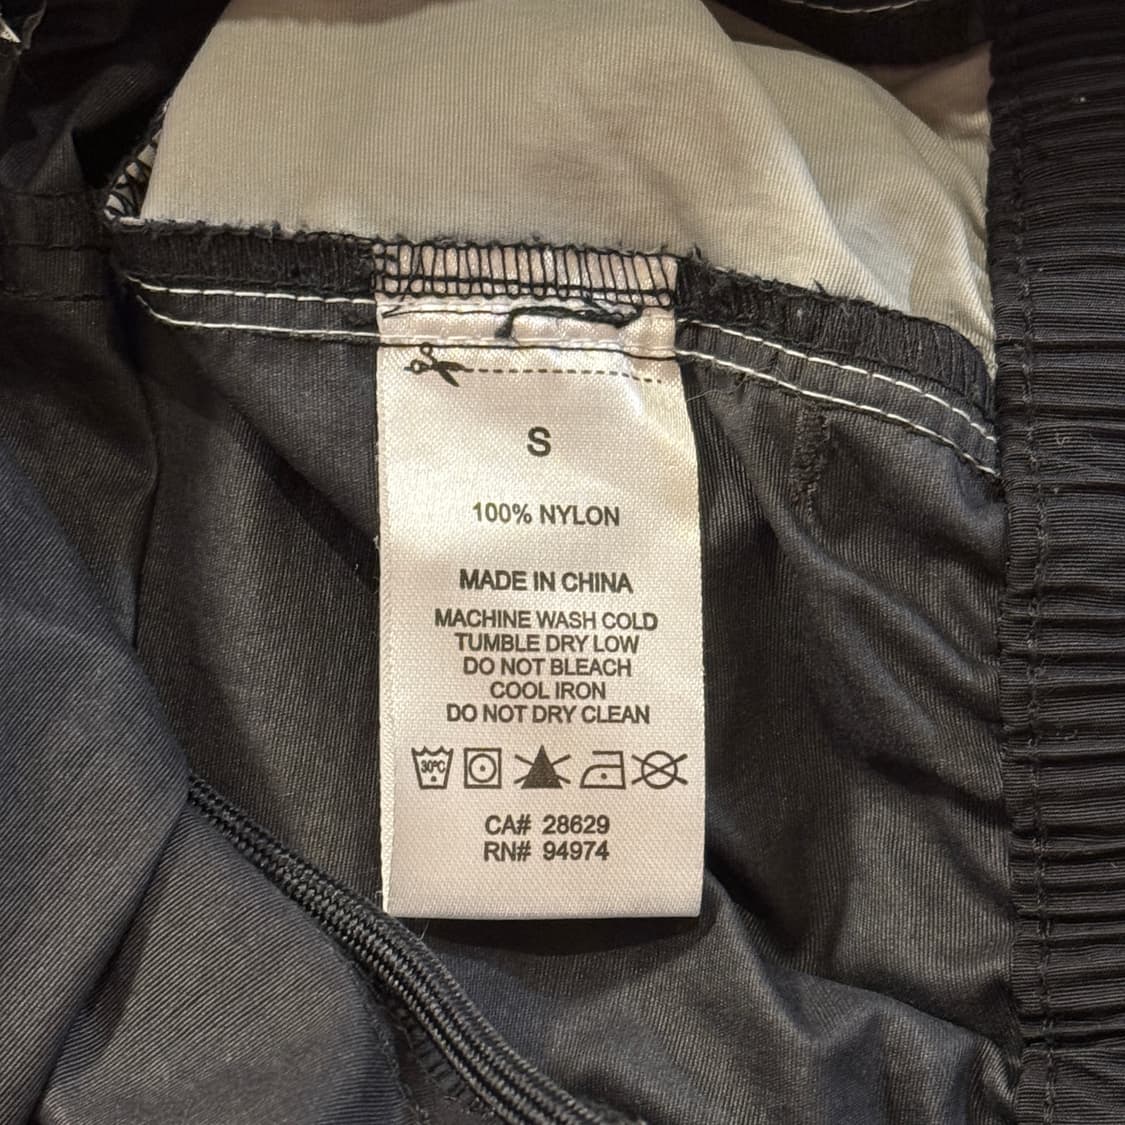 S
100% NYLON
MADE IN CHINA
MACHINE WASH COLD
TUMBLE DRY LOW
DO NOT BLEACH
COOL IRON
DO NOT DRY CLEAN
30°C
CA# 28629
RN# 94974